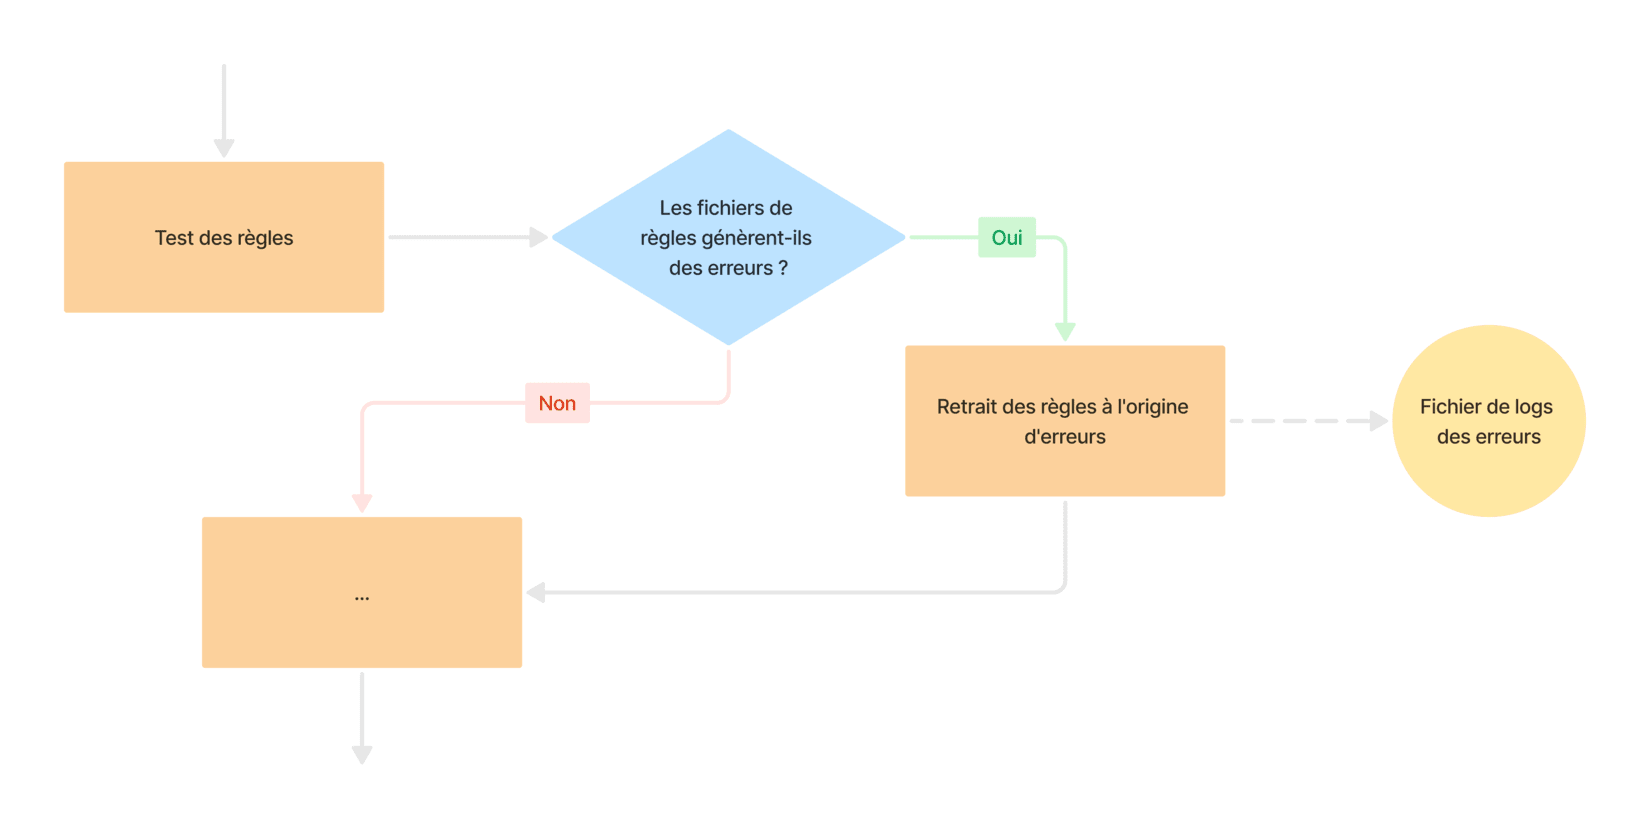 Test des règles
Les fichiers de
règles génèrent-ils
des erreurs ?
Oui
Non
Retrait des règles à l'origine
d'erreurs
Fichier de logs
des erreurs
...